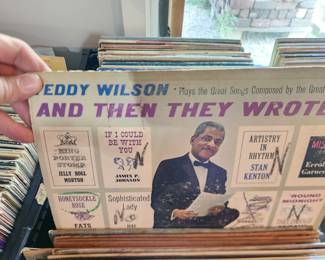 EDDY WILSON • Plays the Great Songs Composed by the Great
AND THEN THEY WROTE
IF I COULD
BE WITH
YOU
JAMES P.
JOHNSON
KING
PORTER
STOMP
JELLY ROLL
MORTON
ARTISTRY
IN
RHYTHM
STAN
KENTON
MIS
Erroll
Garner
HONEYSUCKLE
ROSE
FATS
Sophisticated
Lady
'ROUND
MIDNIGHT